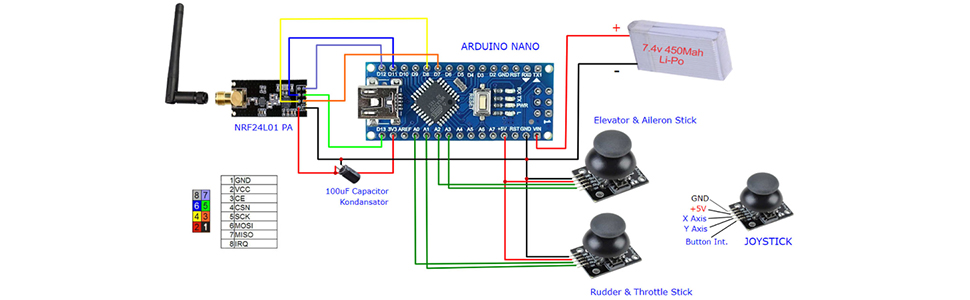 ARDUINO NANO
+
-
7.4v 450Mah
Li-Po
D12 D11 D10 D9 D8 D7 D6 D5 D4 D3 D2 GND RST RX0 TX1
RX TX PWR L
D13 3V3 AREF A0 A1 A2 A3 A4 A5 A6 A7 +5V RST GND VIN
NRF24L01 PA
100uF Capacitor
Kondansator
Elevator & Aileron Stick
8 7
6 5
4 3
2 1
1 GND
2 VCC
3 CE
4 CSN
5 SCK
6 MOSI
7 MISO
8 IRQ
GND
+5V
X Axis
Y Axis
Button Int.
JOYSTICK
Rudder & Throttle Stick